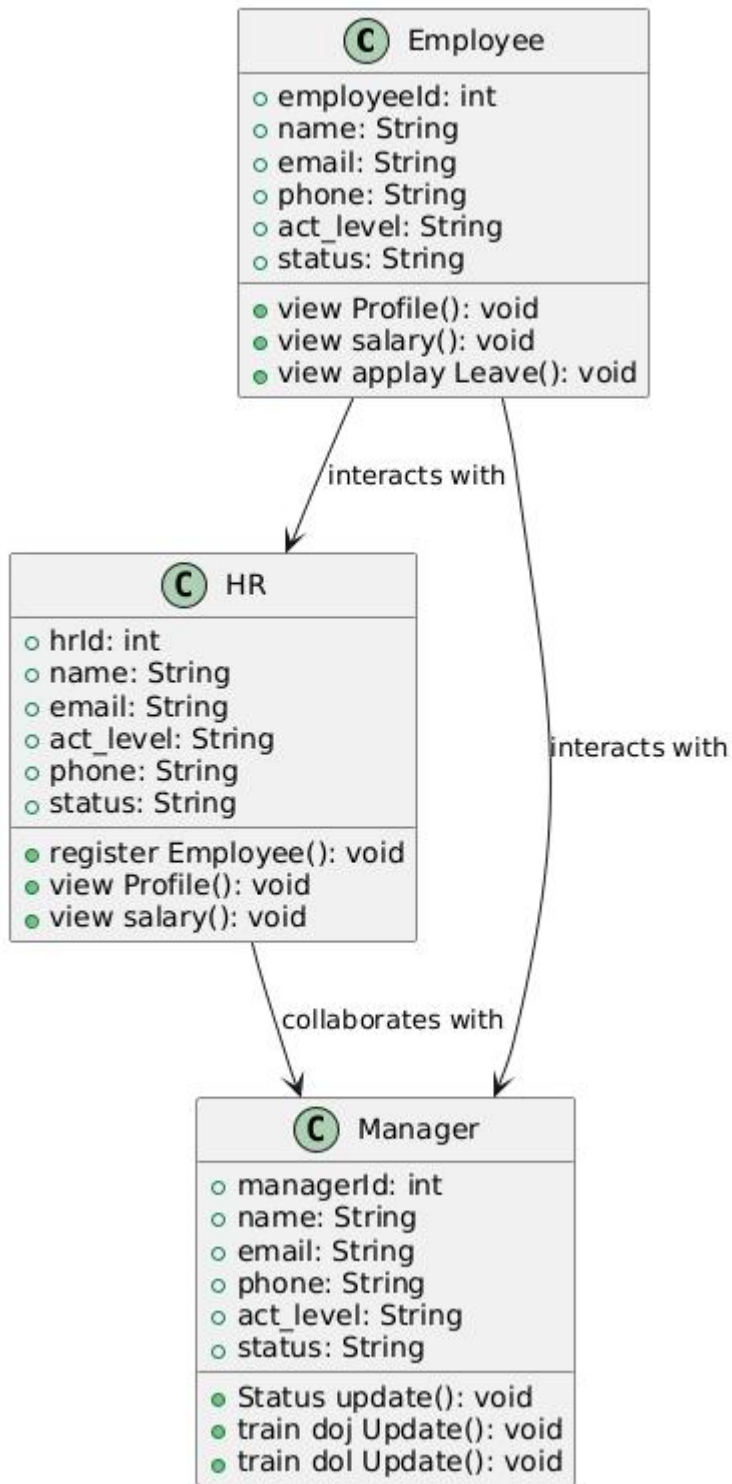 C Employee
employeeId: int
name: String
email: String
phone: String
act_level: String
status: String
view Profile(): void
view salary(): void
view applay Leave(): void
interacts with
C HR
hrId: int
name: String
email: String
act_level: String
phone: String
status: String
register Employee(): void
view Profile(): void
view salary(): void
interacts with
collaborates with
C Manager
managerId: int
name: String
email: String
phone: String
act_level: String
status: String
Status update(): void
train doj Update(): void
train dol Update(): void